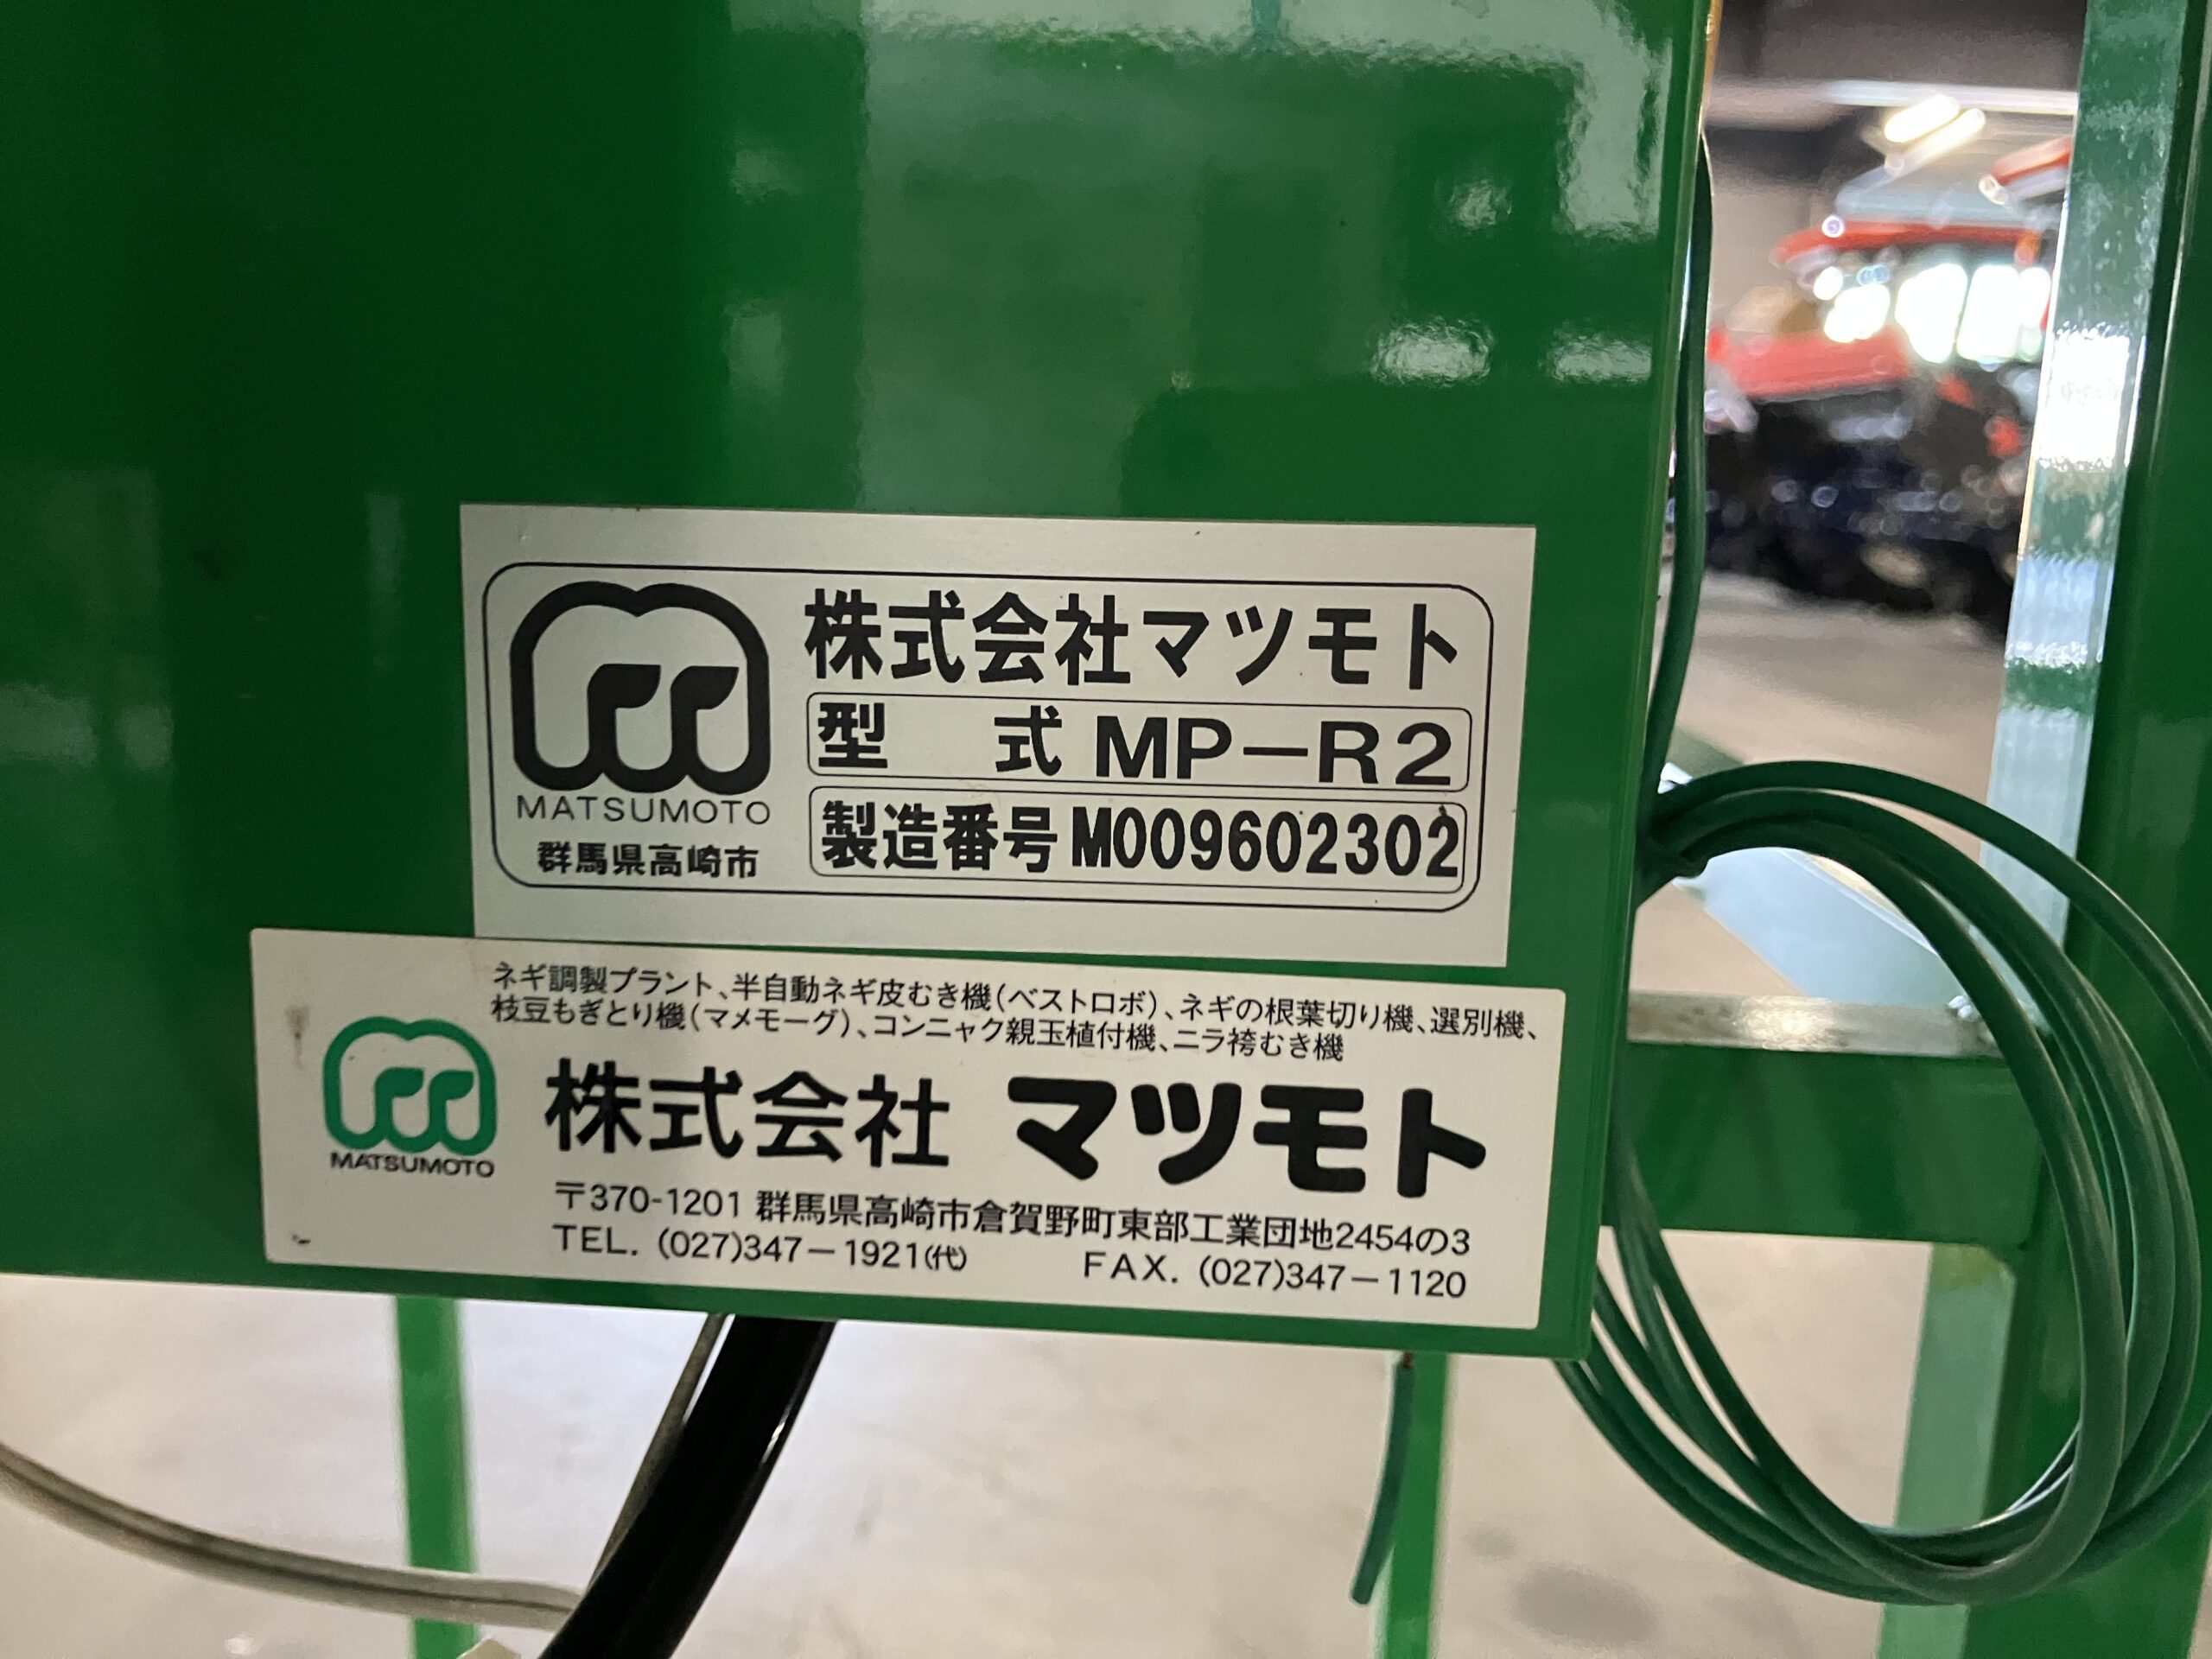 株式会社マツモト
型 式 MP-R2
製造番号 M009602302
MATSUMOTO
群馬県高崎市
ネギ調製プラント、半自動ネギ皮むき機(ベストロボ)、ネギの根葉切り機、選別機、
枝豆もぎとり機(マメモーグ)、コンニャク親玉植付機、ニラ袴むき機
MATSUMOTO
株式会社 マツモト
〒370-1201 群馬県高崎市倉賀野町東部工業団地2454の3
TEL. (027)347-1921㈹ FAX. (027)347-1120